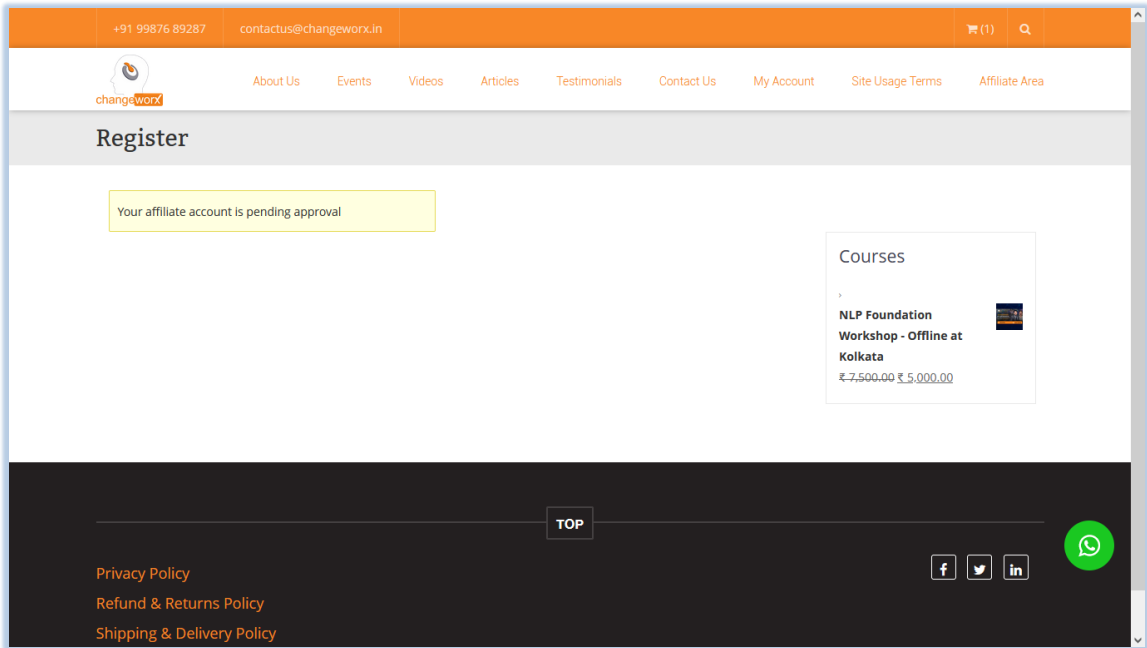 +91 99876 89287 contactus@changeworx.in (1)
changeworx
About Us Events Videos Articles Testimonials Contact Us My Account Site Usage Terms Affiliate Area
Register
Your affiliate account is pending approval
Courses
NLP Foundation
Workshop - Offline at
Kolkata
₹ 7,500.00 ₹ 5,000.00
TOP
Privacy Policy
Refund & Returns Policy
Shipping & Delivery Policy